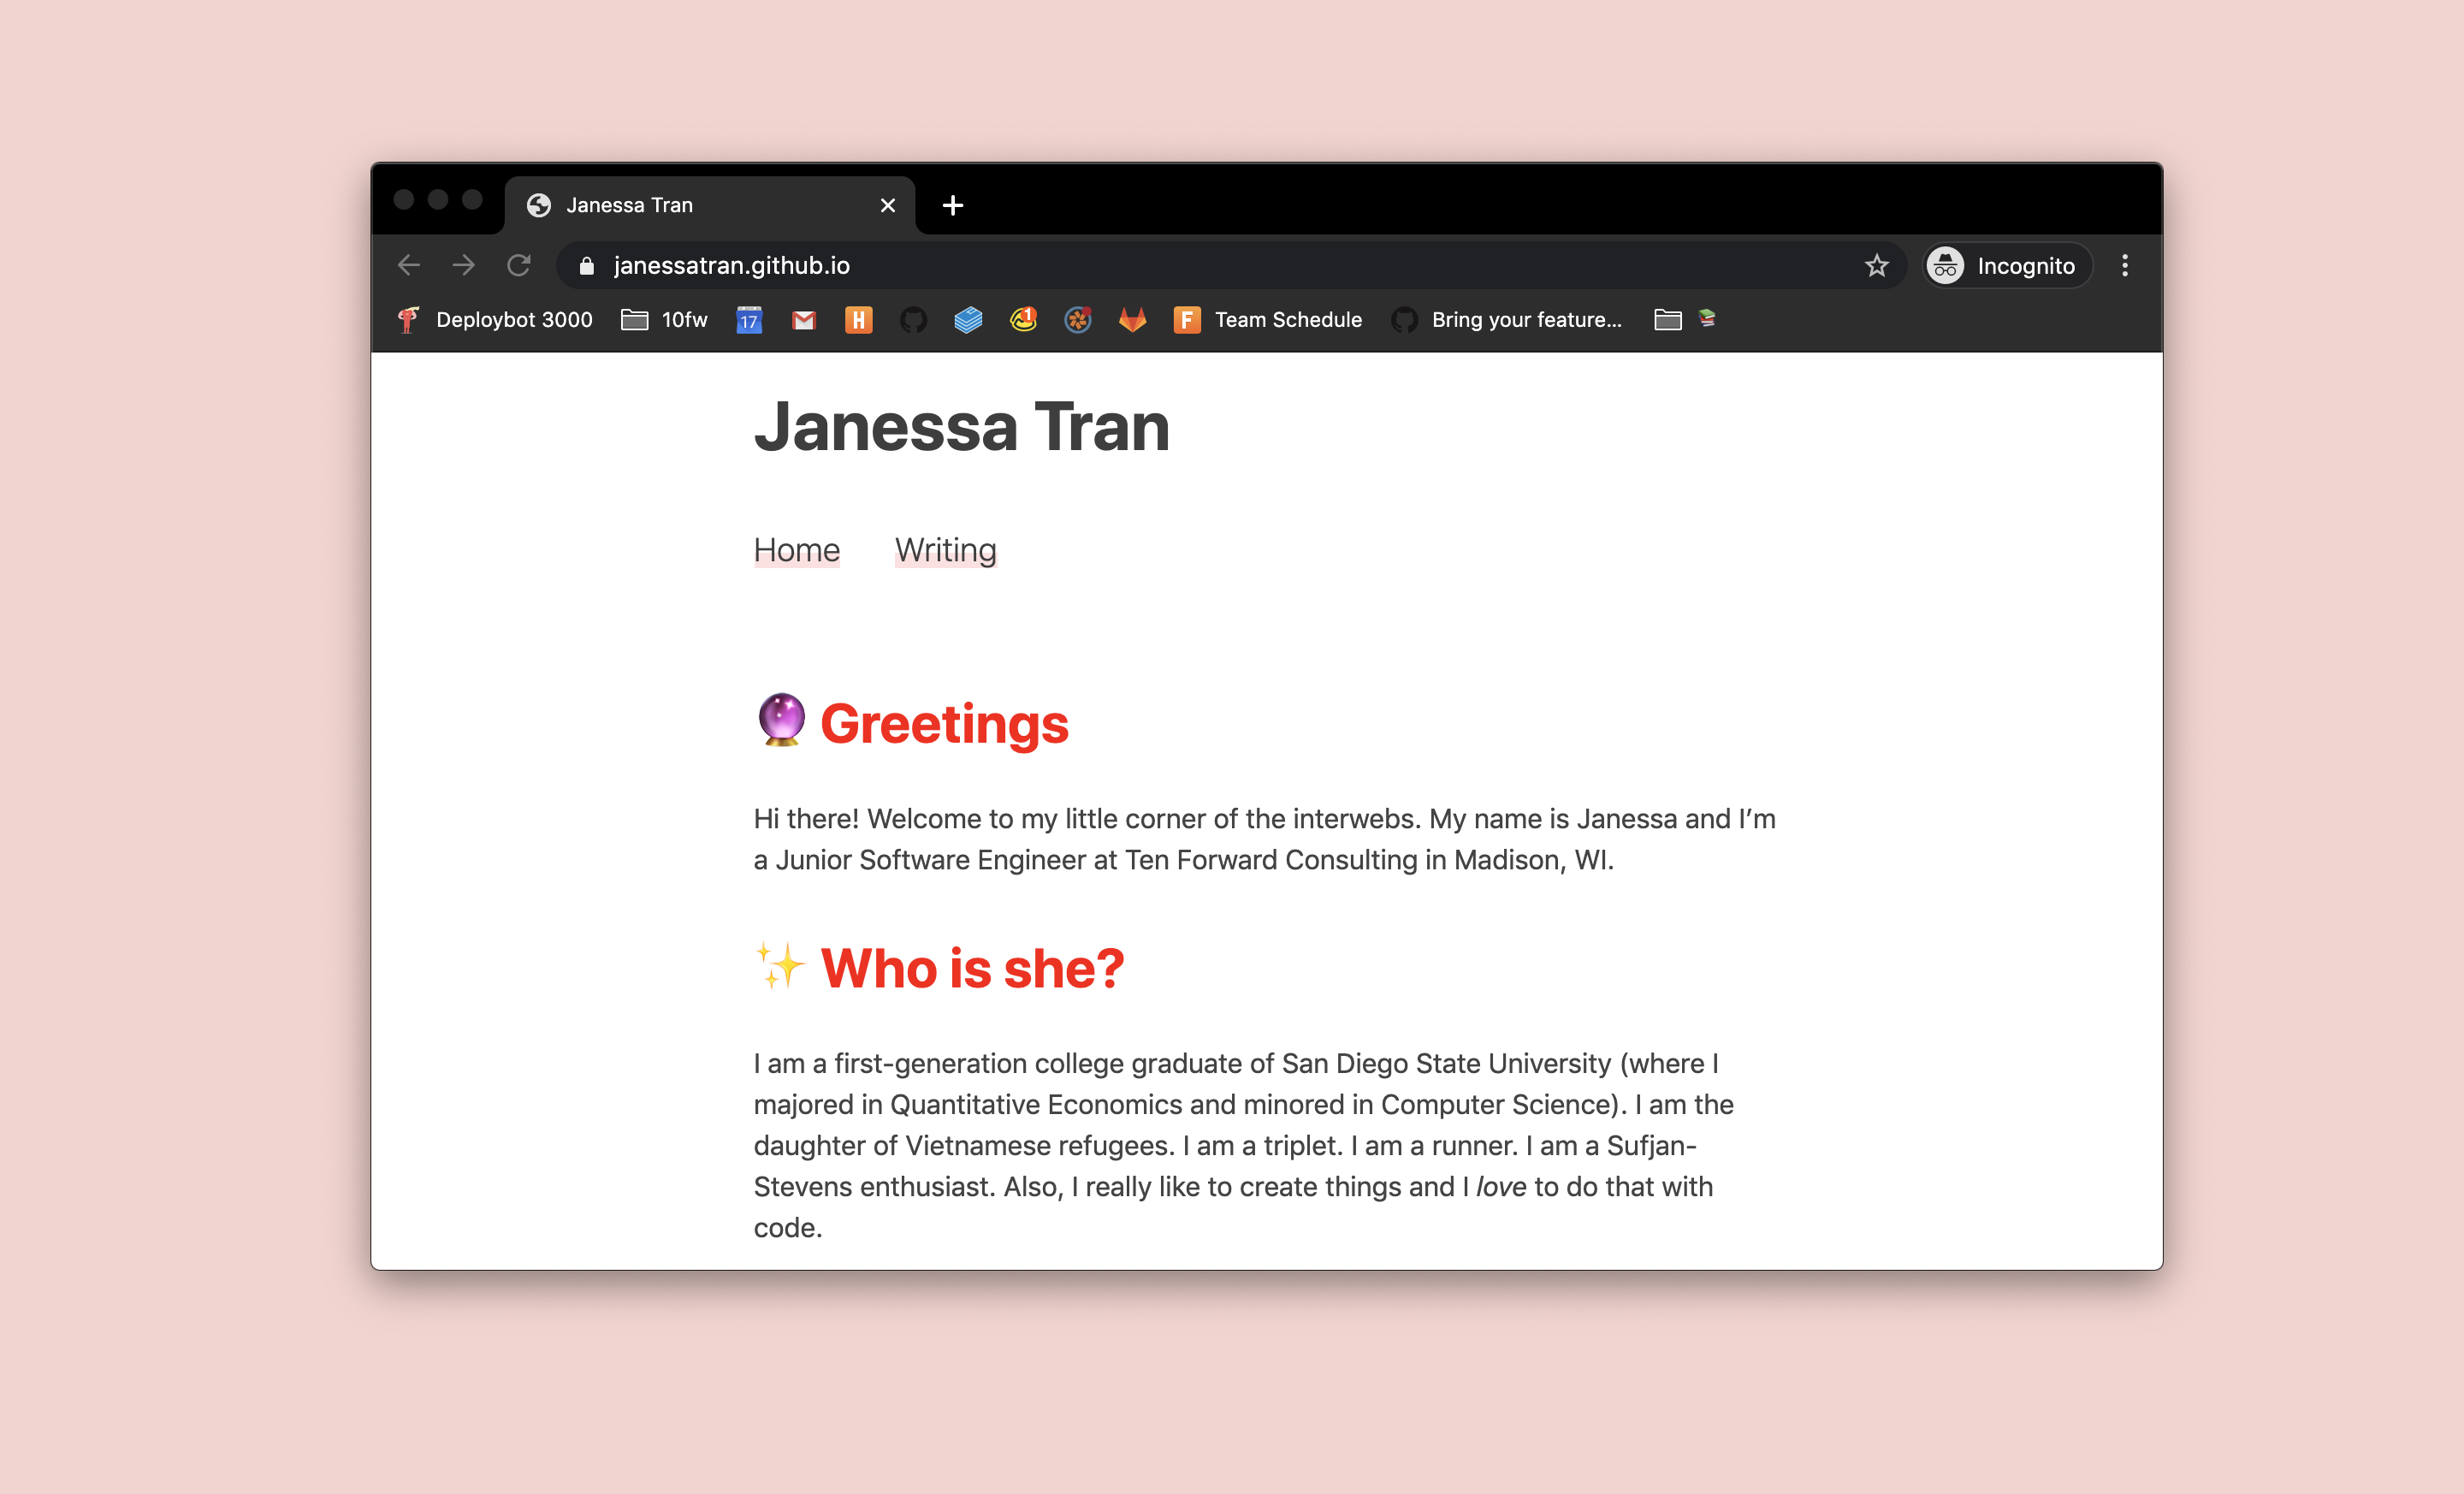 Janessa Tran
janessatran.github.io
Incognito
Deploybot 3000
10fw
17
H
1
F
Team Schedule
Bring your feature...
Janessa Tran
Home Writing
Greetings
Hi there! Welcome to my little corner of the interwebs. My name is Janessa and I’m
a Junior Software Engineer at Ten Forward Consulting in Madison, WI.
Who is she?
I am a first-generation college graduate of San Diego State University (where I
majored in Quantitative Economics and minored in Computer Science). I am the
daughter of Vietnamese refugees. I am a triplet. I am a runner. I am a Sufjan-
Stevens enthusiast. Also, I really like to create things and I love to do that with
code.